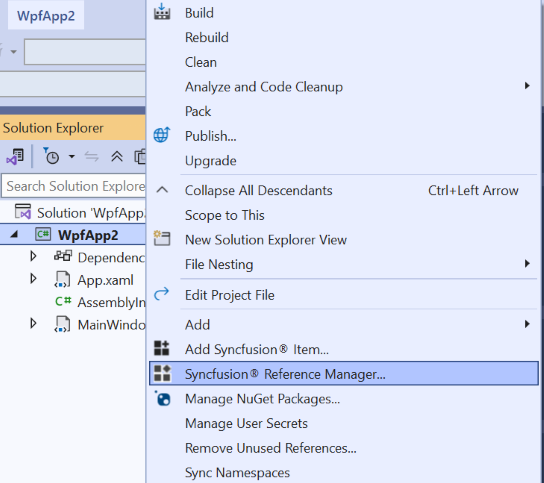 WpfApp2
Solution Explorer
Search Solution Explore
Solution 'WpfApp
WpfApp2
Dependenc
App.xaml
AssemblyIn
MainWindo
Build
Rebuild
Clean
Analyze and Code Cleanup
Pack
Publish...
Upgrade
Collapse All Descendants Ctrl+Left Arrow
Scope to This
New Solution Explorer View
File Nesting
Edit Project File
Add
Add Syncfusion® Item...
Syncfusion® Reference Manager...
Manage NuGet Packages...
Manage User Secrets
Remove Unused References...
Sync Namespaces